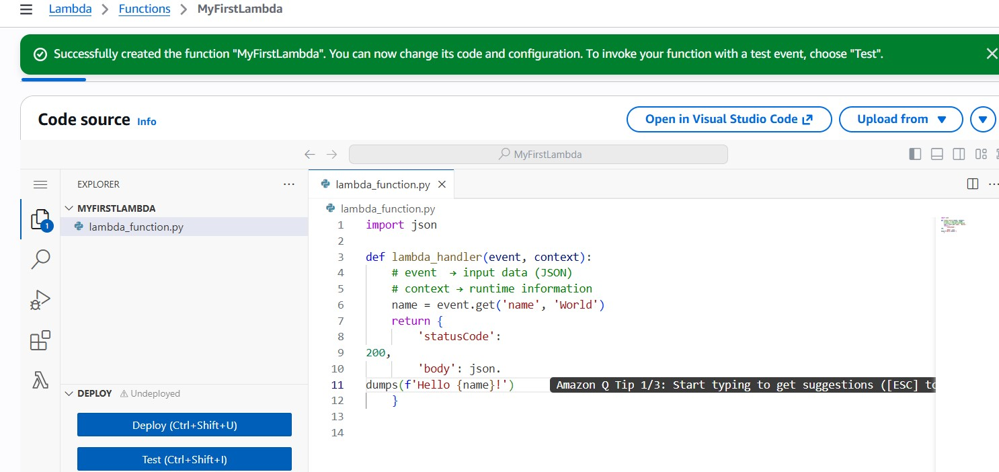 Lambda > Functions > MyFirstLambda
Successfully created the function "MyFirstLambda". You can now change its code and configuration. To invoke your function with a test event, choose "Test".
Code source Info
Open in Visual Studio Code
Upload from
MyFirstLambda
EXPLORER
MYFIRSTLAMBDA
lambda_function.py
1
DEPLOY Undeployed
Deploy (Ctrl+Shift+U)
Test (Ctrl+Shift+I)
lambda_function.py
lambda_function.py
1 import json
2
3 def lambda_handler(event, context):
4     # event → input data (JSON)
5     # context → runtime information
6     name = event.get('name', 'World')
7     return {
8         'statusCode':
9 200,
10         'body': json.
11 dumps(f'Hello {name}!') Amazon Q Tip 1/3: Start typing to get suggestions ([ESC] to
12     }
13
14